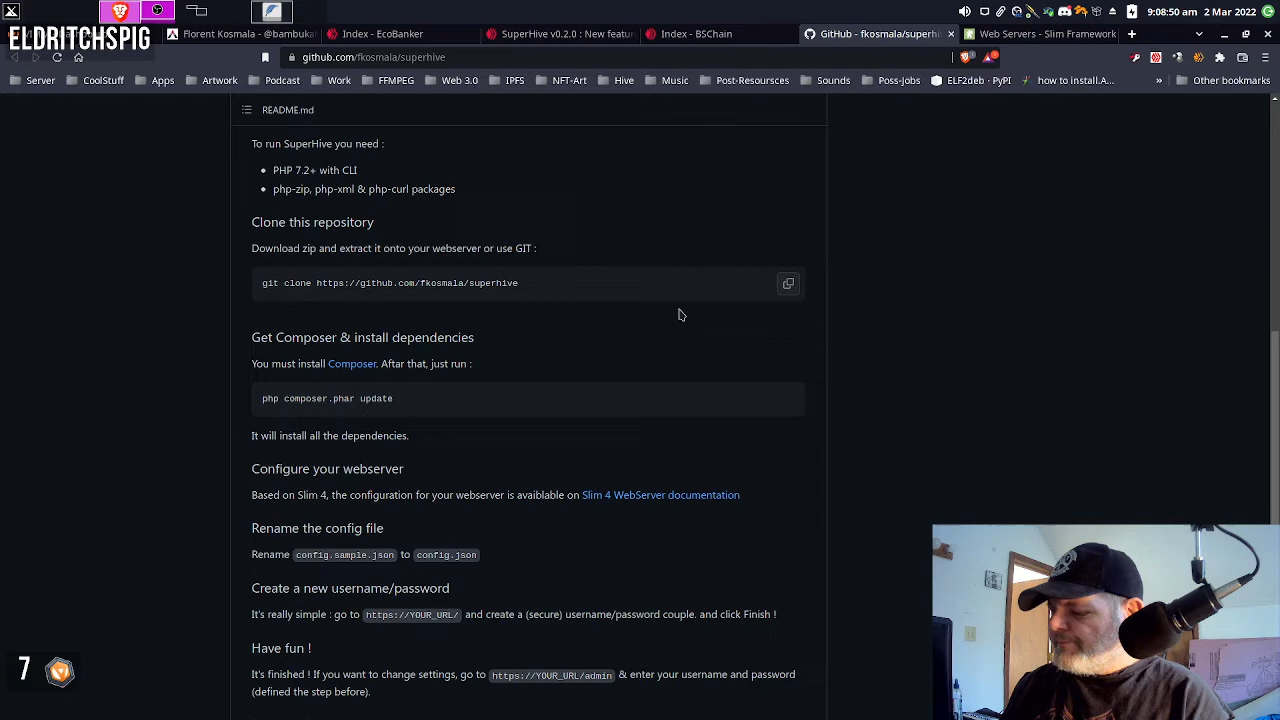 9:08:50 am 2 Mar 2022
ELDRITCHSPIG
Florent Kosmala - @bambuka
Index - EcoBanker
SuperHive v0.2.0 : New featur
Index - BSChain
GitHub - fkosmala/superhi
Web Servers - Slim Framework
github.com/fkosmala/superhive
Server
CoolStuff
Apps
Artwork
Podcast
Work
FFMPEG
Web 3.0
IPFS
NFT-Art
Hive
Music
Post-Resoursces
Sounds
Poss-Jobs
ELF2deb · PyPI
how to install.A...
»
Other bookmarks
README.md
To run SuperHive you need :
PHP 7.2+ with CLI
php-zip, php-xml & php-curl packages
Clone this repository
Download zip and extract it onto your webserver or use GIT :
git clone https://github.com/fkosmala/superhive
Get Composer & install dependencies
You must install Composer. Aftar that, just run :
php composer.phar update
It will install all the dependencies.
Configure your webserver
Based on Slim 4, the configuration for your webserver is avaiblable on Slim 4 WebServer documentation
Rename the config file
Rename config.sample.json to config.json
Create a new username/password
It's really simple : go to https://YOUR_URL/ and create a (secure) username/password couple. and click Finish !
Have fun !
It's finished ! If you want to change settings, go to https://YOUR_URL/admin & enter your username and password
(defined the step before).
7